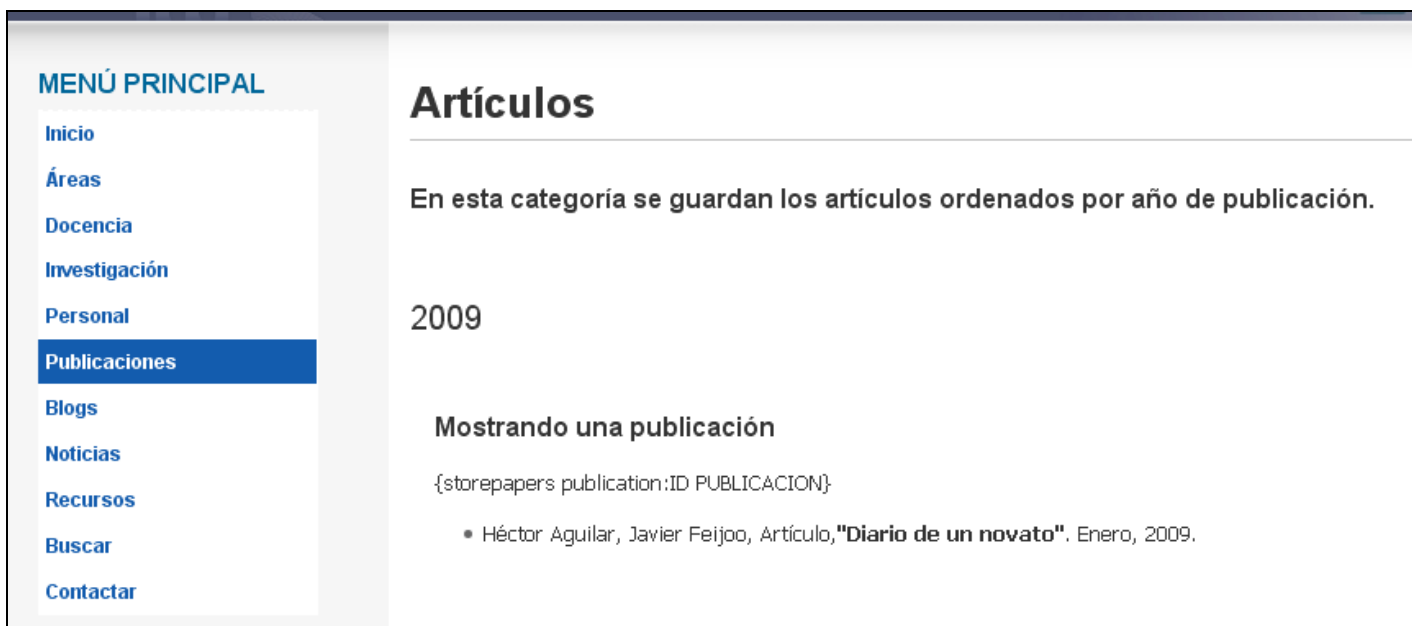 MENÚ PRINCIPAL
Inicio
Áreas
Docencia
Investigación
Personal
Publicaciones
Blogs
Noticias
Recursos
Buscar
Contactar
Artículos
En esta categoría se guardan los artículos ordenados por año de publicación.
2009
Mostrando una publicación
{storepapers publication:ID PUBLICACION}
• Héctor Aguilar, Javier Feijoo, Artículo,"Diario de un novato". Enero, 2009.